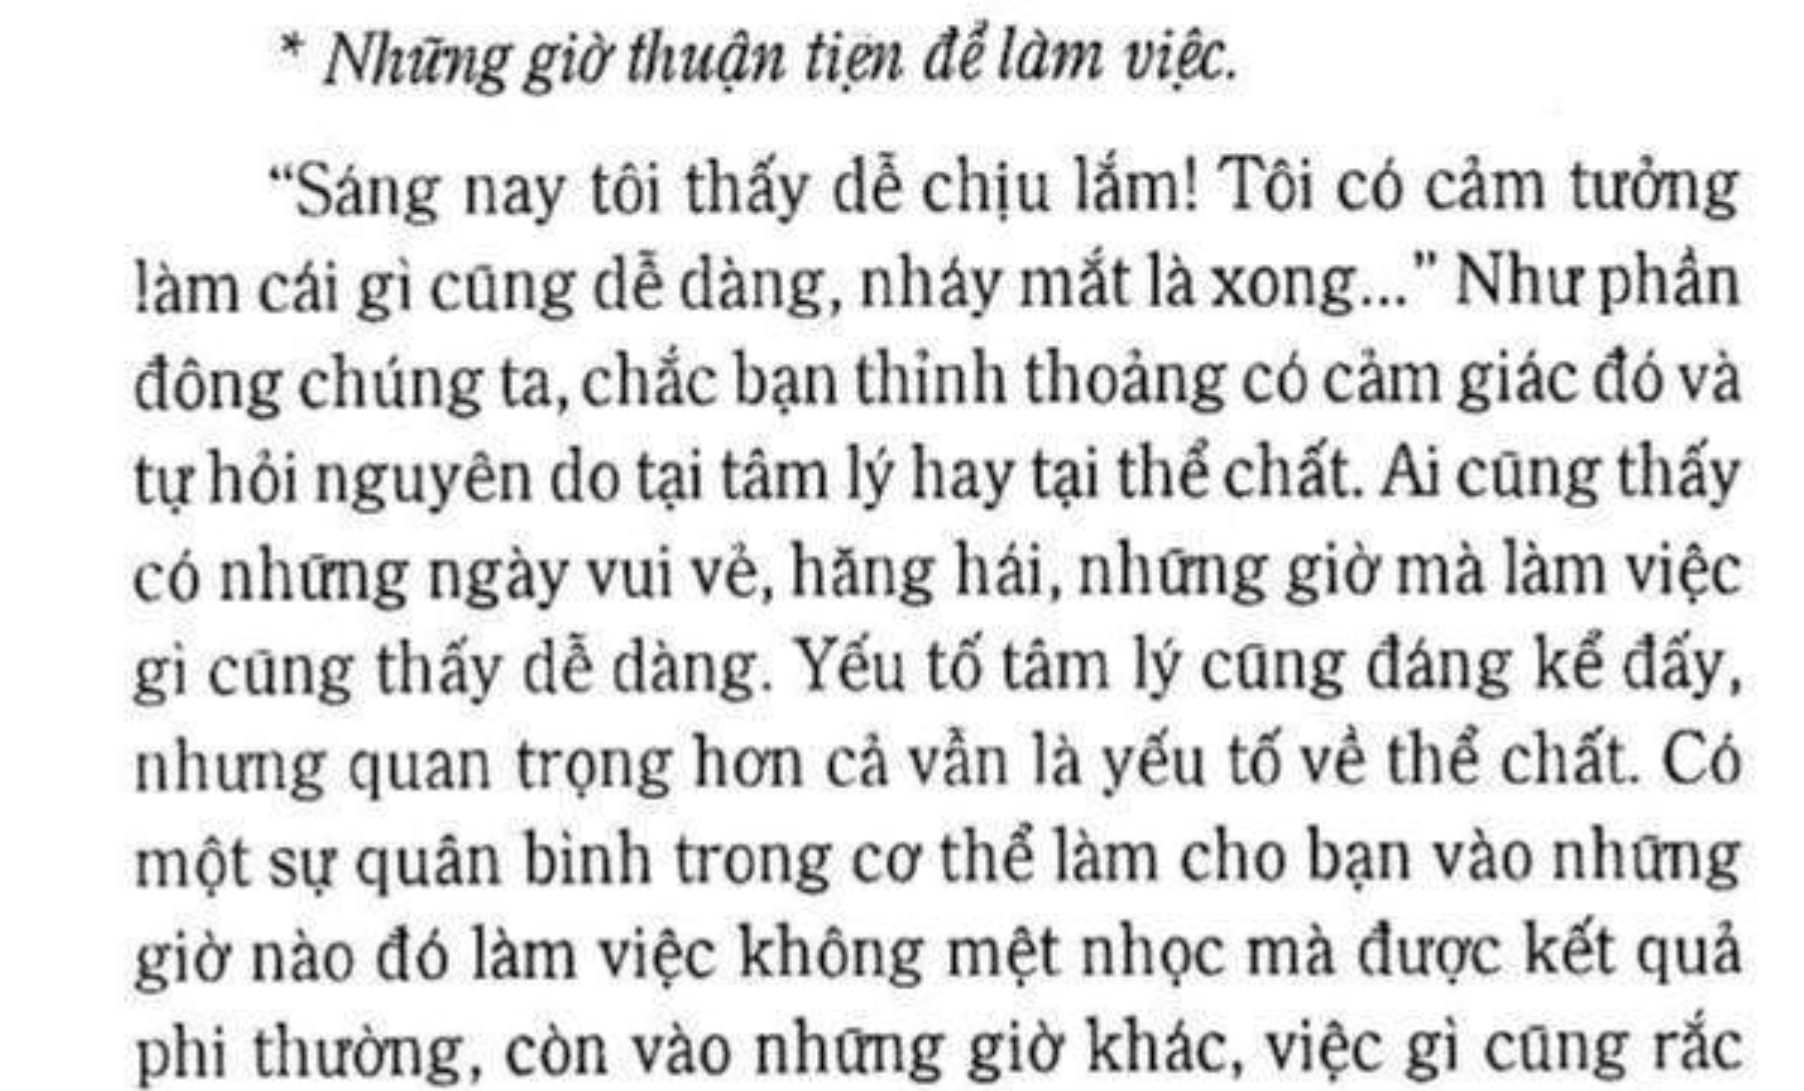 * Những giờ thuận tiện để làm việc.
“Sáng nay tôi thấy dễ chịu lắm! Tôi có cảm tưởng
làm cái gì cũng dễ dàng, nháy mắt là xong...” Như phần
đông chúng ta, chắc bạn thỉnh thoảng có cảm giác đó và
tự hỏi nguyên do tại tâm lý hay tại thể chất. Ai cũng thấy
có những ngày vui vẻ, hăng hái, những giờ mà làm việc
gì cũng thấy dễ dàng. Yếu tố tâm lý cũng đáng kể đấy,
nhưng quan trọng hơn cả vẫn là yếu tố về thể chất. Có
một sự quân bình trong cơ thể làm cho bạn vào những
giờ nào đó làm việc không mệt nhọc mà được kết quả
phi thường, còn vào những giờ khác, việc gì cũng rắc